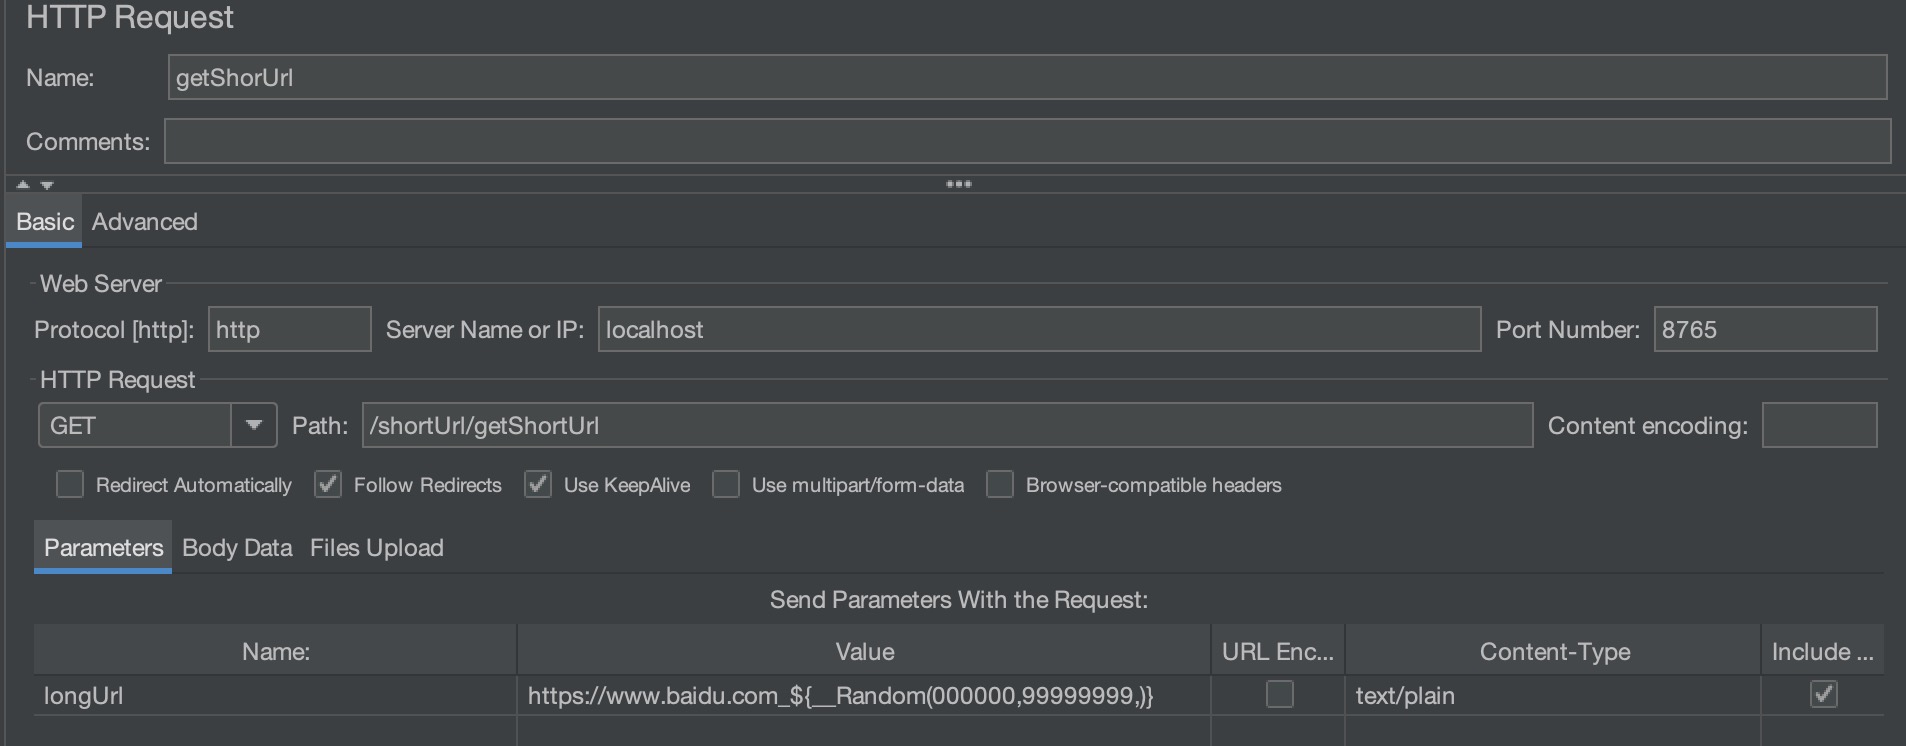 HTTP Request
Name: getShorUrl
Comments:
Basic Advanced
Web Server
Protocol [http]: http Server Name or IP: localhost Port Number: 8765
HTTP Request
GET Path: /shortUrl/getShortUrl Content encoding:
Redirect Automatically Follow Redirects Use KeepAlive Use multipart/form-data Browser-compatible headers
Parameters Body Data Files Upload
Send Parameters With the Request:
Name: Value URL Enc... Content-Type Include ...
longUrl https://www.baidu.com_${__Random(000000,99999999,)} text/plain